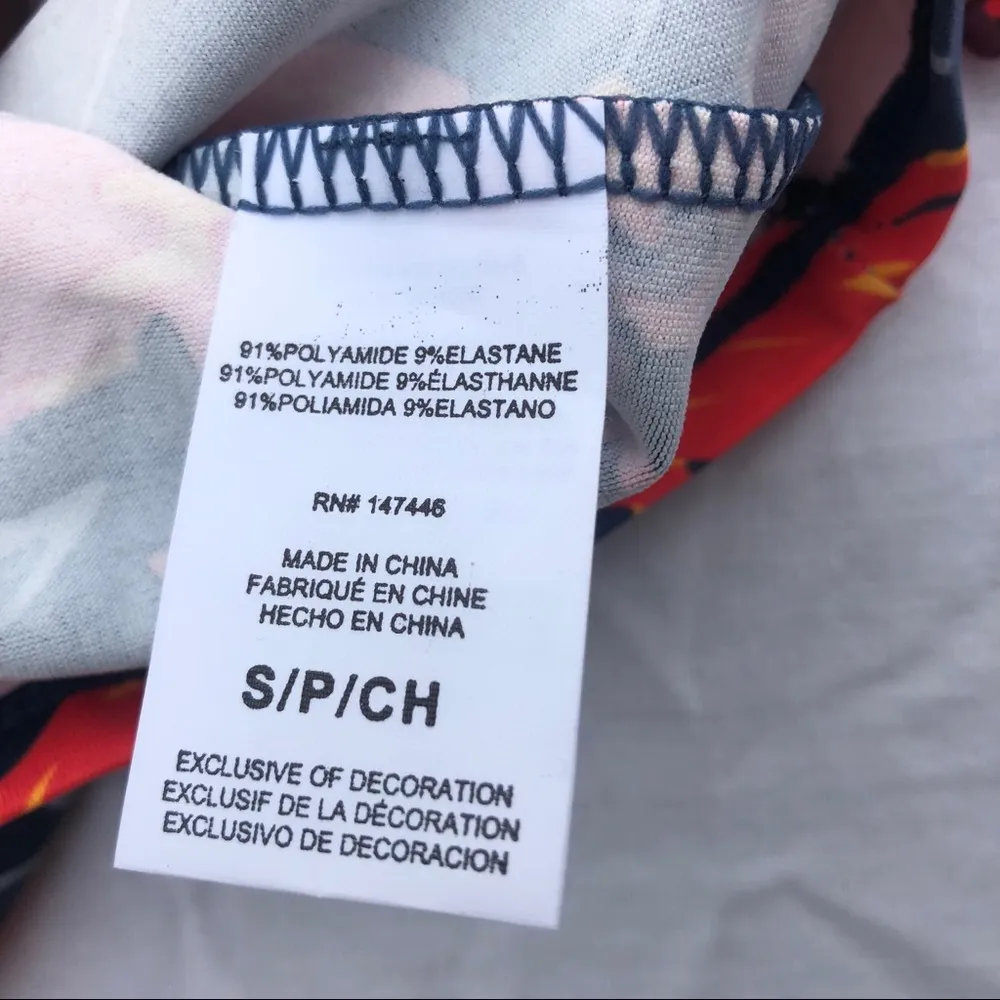 91%POLYAMIDE 9%ELASTANE
91%POLYAMIDE 9%ÉLASTHANNE
91%POLIAMIDA 9%ELASTANO
RN# 147446
MADE IN CHINA
FABRIQUÉ EN CHINE
HECHO EN CHINA
S/P/CH
EXCLUSIVE OF DECORATION
EXCLUSIF DE LA DÉCORATION
EXCLUSIVO DE DECORACION